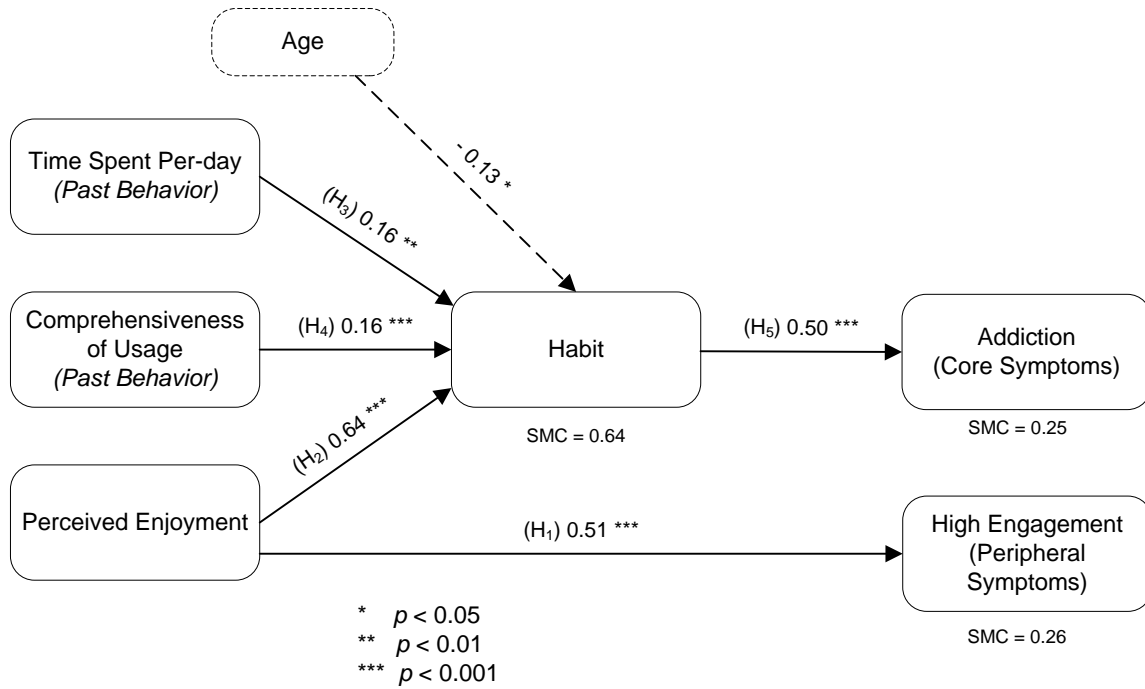 Age
- 0.13 *
Time Spent Per-day
(Past Behavior)
(H₃) 0.16 **
Comprehensiveness
of Usage
(Past Behavior)
(H₄) 0.16 ***
Habit
SMC = 0.64
(H₅) 0.50 ***
Addiction
(Core Symptoms)
SMC = 0.25
(H₂) 0.64 ***
Perceived Enjoyment
(H₁) 0.51 ***
High Engagement
(Peripheral
Symptoms)
SMC = 0.26
* p < 0.05
** p < 0.01
*** p < 0.001